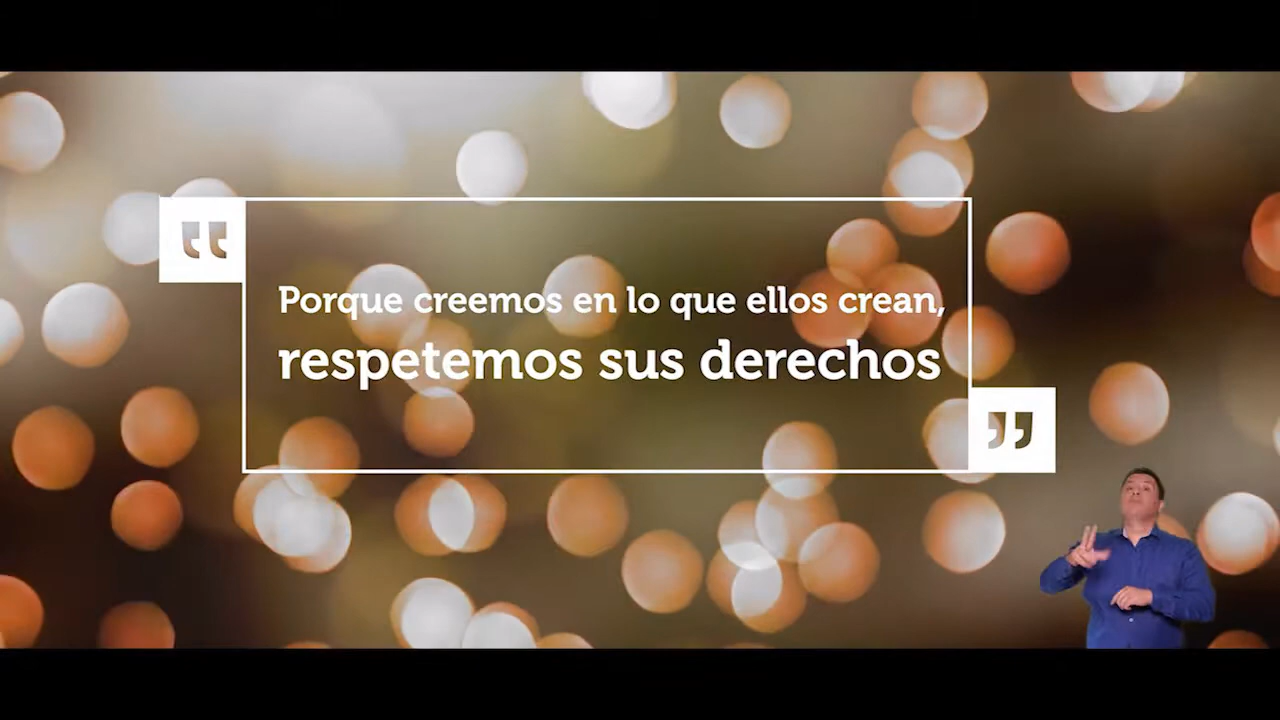 “
Porque creemos en lo que ellos crean,
respetemos sus derechos
”